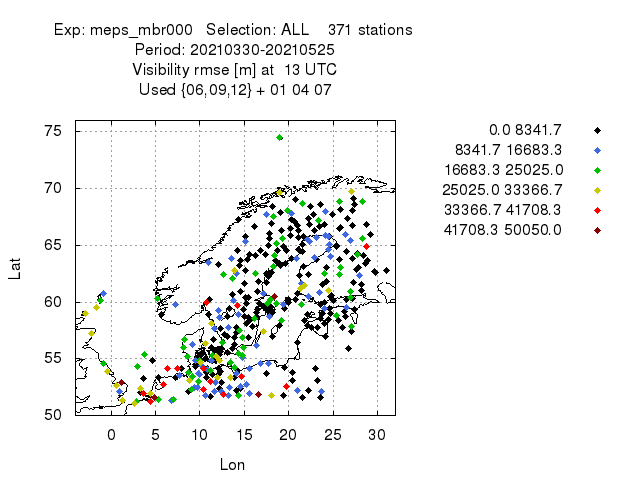 Exp: meps_mbr000   Selection: ALL    371 stations
Period: 20210330-20210525
Visibility rmse [m] at  13 UTC
Used {06,09,12} + 01 04 07
0.0 8341.7
8341.7 16683.3
16683.3 25025.0
25025.0 33366.7
33366.7 41708.3
41708.3 50050.0
75
70
65
60
55
50
Lat
0 5 10 15 20 25 30
Lon